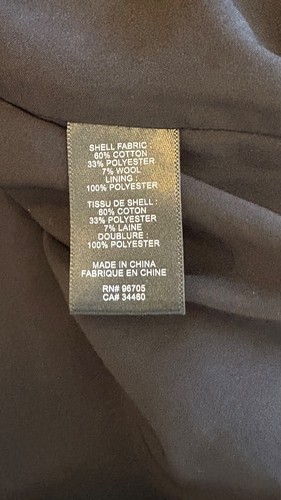 SHELL FABRIC :
60% COTTON
33% POLYESTER
7% WOOL
LINING :
100% POLYESTER
TISSU DE SHELL :
60% COTON
33% POLYESTER
7% LAINE
DOUBLURE :
100% POLYESTER
MADE IN CHINA
FABRIQUE EN CHINE
RN# 96705
CA# 34460